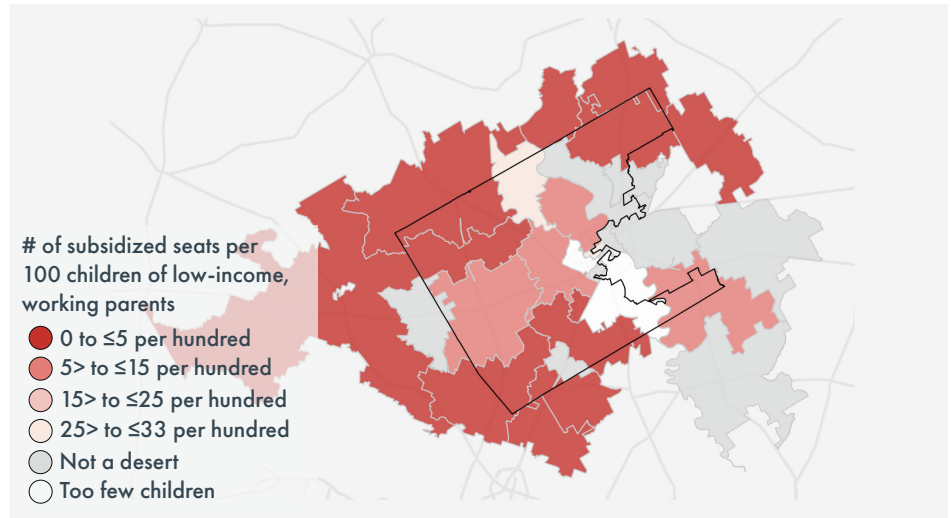 # of subsidized seats per
100 children of low-income,
working parents
0 to ≤5 per hundred
5> to ≤15 per hundred
15> to ≤25 per hundred
25> to ≤33 per hundred
Not a desert
Too few children